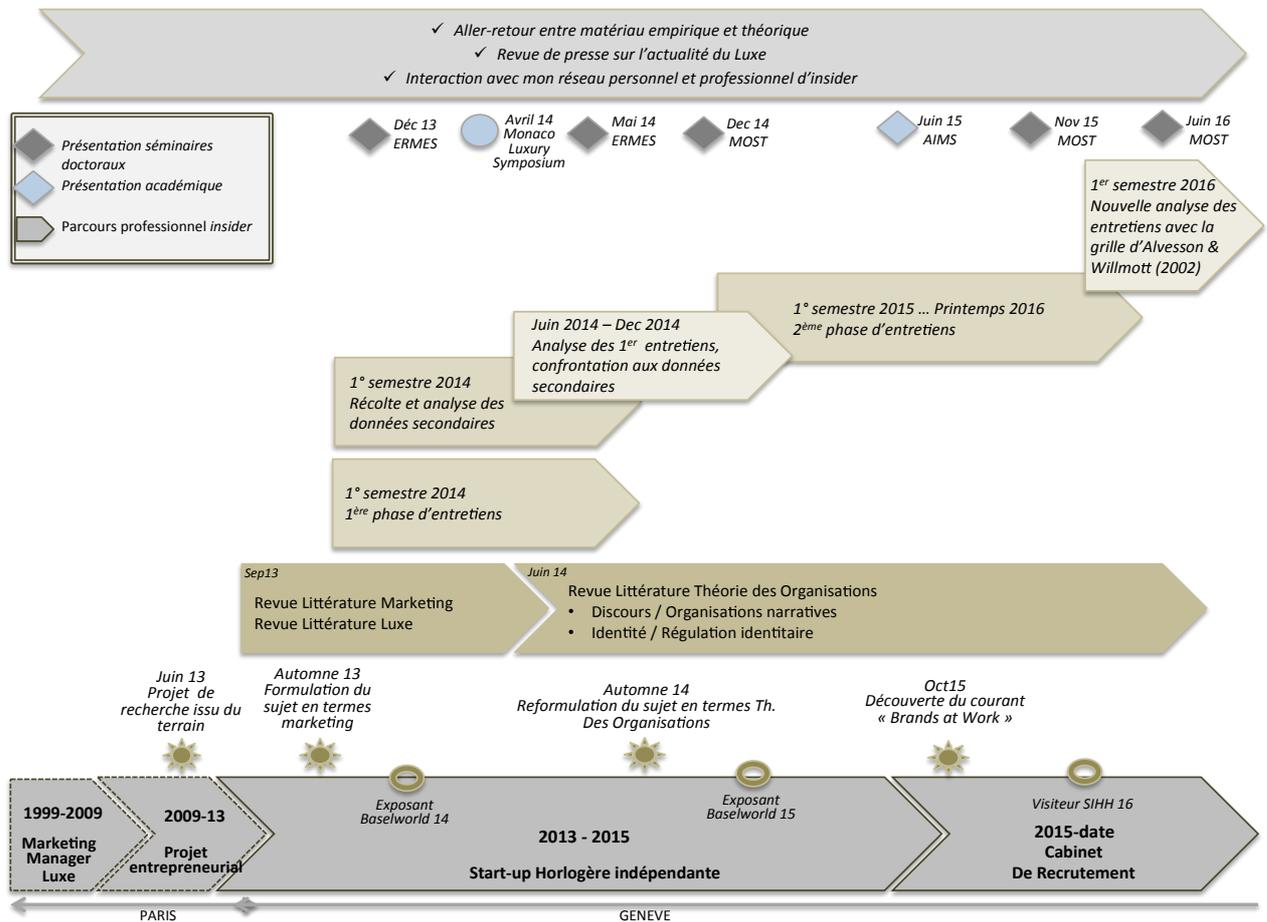 ✓ Aller-retour entre matériau empirique et théorique
✓ Revue de presse sur l'actualité du Luxe
✓ Interaction avec mon réseau personnel et professionnel d'insider
Présentation séminaires
doctoraux
Présentation académique
Parcours professionnel insider
Déc 13
ERMES
Avril 14
Monaco
Luxury
Symposium
Mai 14
ERMES
Dec 14
MOST
Juin 15
AIMS
Nov 15
MOST
Juin 16
MOST
1er semestre 2016
Nouvelle analyse des
entretiens avec la
grille d'Alvesson &
Willmott (2002)
1° semestre 2015 … Printemps 2016
2ème phase d'entretiens
Juin 2014 – Dec 2014
Analyse des 1er entretiens,
confrontation aux données
secondaires
1° semestre 2014
Récolte et analyse des
données secondaires
1° semestre 2014
1ère phase d'entretiens
Sep13
Revue Littérature Marketing
Revue Littérature Luxe
Juin 14
Revue Littérature Théorie des Organisations
• Discours / Organisations narratives
• Identité / Régulation identitaire
Juin 13
Projet de
recherche issu du
terrain
Automne 13
Formulation du
sujet en termes
marketing
Automne 14
Reformulation du sujet en termes Th.
Des Organisations
Oct15
Découverte du courant
« Brands at Work »
1999-2009
Marketing
Manager
Luxe
2009-13
Projet
entrepreneurial
Exposant
Baselworld 14
2013 - 2015
Start-up Horlogère indépendante
Exposant
Baselworld 15
Visiteur SIHH 16
2015-date
Cabinet
De Recrutement
PARIS
GENEVE